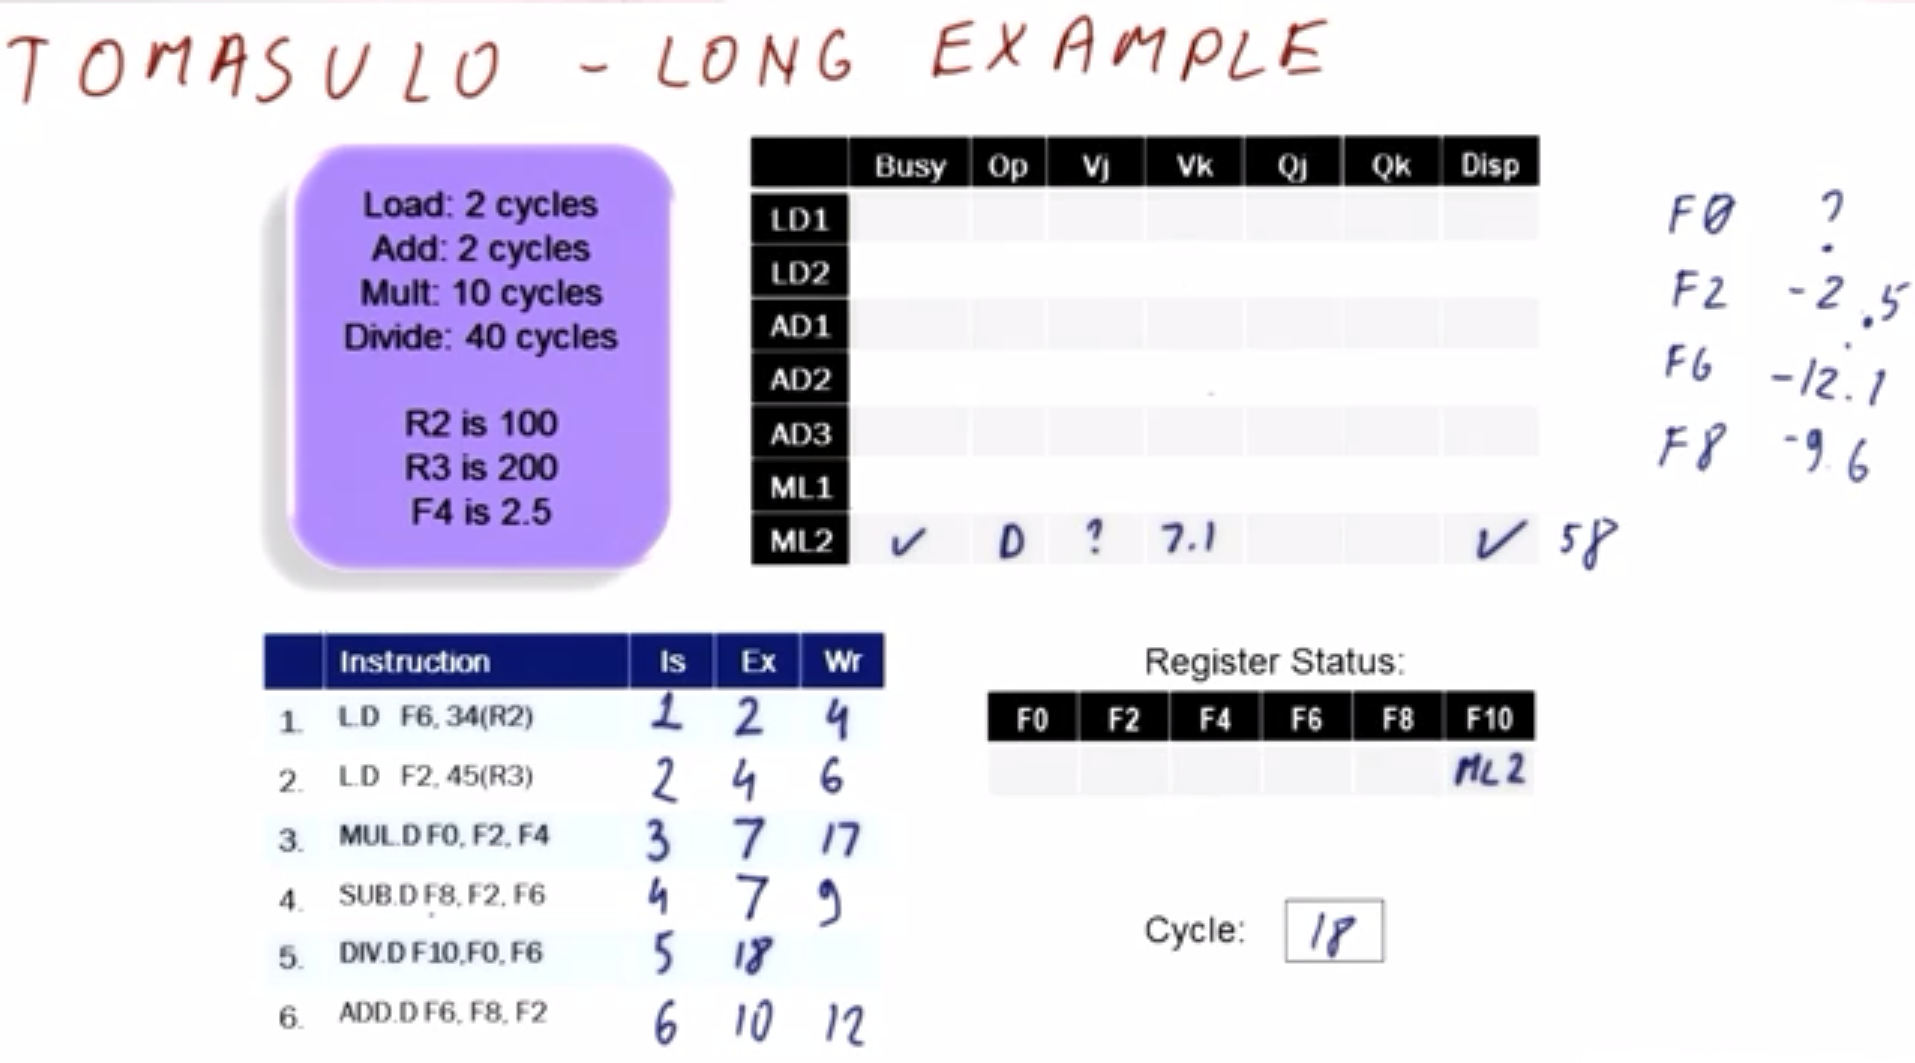 TOMASULO - LONG EXAMPLE
Load: 2 cycles
Add: 2 cycles
Mult: 10 cycles
Divide: 40 cycles
R2 is 100
R3 is 200
F4 is 2.5
Busy Op Vj Vk Qj Qk Disp
LD1
LD2
AD1
AD2
AD3
ML1
ML2 ✓ D ? 7.1 ✓ 58
F0 ?
F2 -2.5
F6 -12.1
F8 -9.6
Instruction Is Ex Wr
1. L.D F6, 34(R2) 1 2 4
2. L.D F2, 45(R3) 2 4 6
3. MUL.D F0, F2, F4 3 7 17
4. SUB.D F8, F2, F6 4 7 9
5. DIV.D F10,F0, F6 5 18
6. ADD.D F6, F8, F2 6 10 12
Register Status:
F0 F2 F4 F6 F8 F10
ML2
Cycle: 18